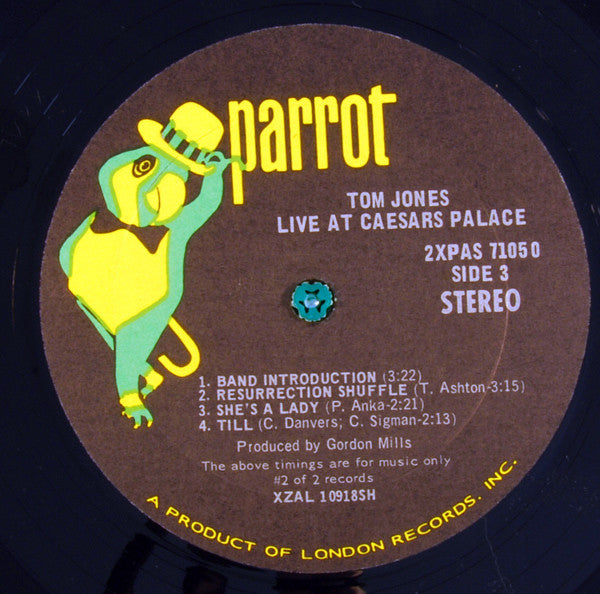 parrot
TOM JONES
LIVE AT CAESARS PALACE
2XPAS 71050
SIDE 3
STEREO
1. BAND INTRODUCTION (3:22)
2. RESURRECTION SHUFFLE (T. Ashton-3:15)
3. SHE'S A LADY (P. Anka-2:21)
4. TILL (C. Danvers; C. Sigman-2:13)
Produced by Gordon Mills
The above timings are for music only
#2 of 2 records
XZAL 10918SH
A PRODUCT OF LONDON RECORDS, INC.